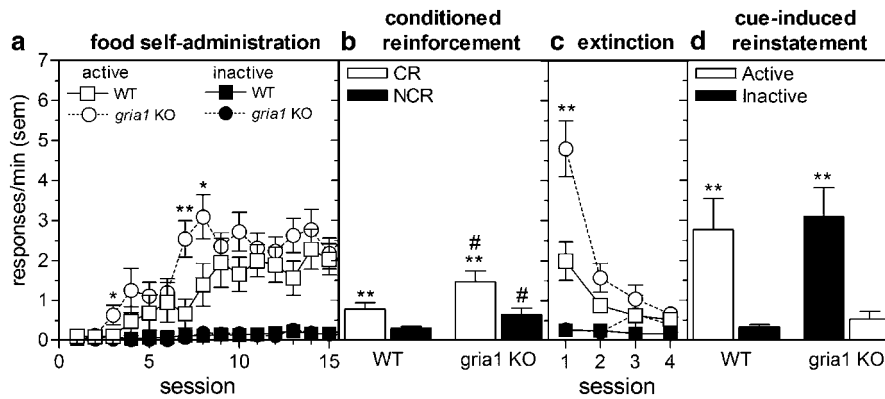 a food self-administration
b conditioned reinforcement
c extinction
d cue-induced reinstatement
active
inactive
WT
WT
gria1 KO
gria1 KO
CR
NCR
Active
Inactive
responses/min (sem)
7
6
5
4
3
2
1
0
*
**
*
**
#
**
#
**
**
**
0 5 10 15
session
WT gria1 KO
1 2 3 4
session
WT gria1 KO